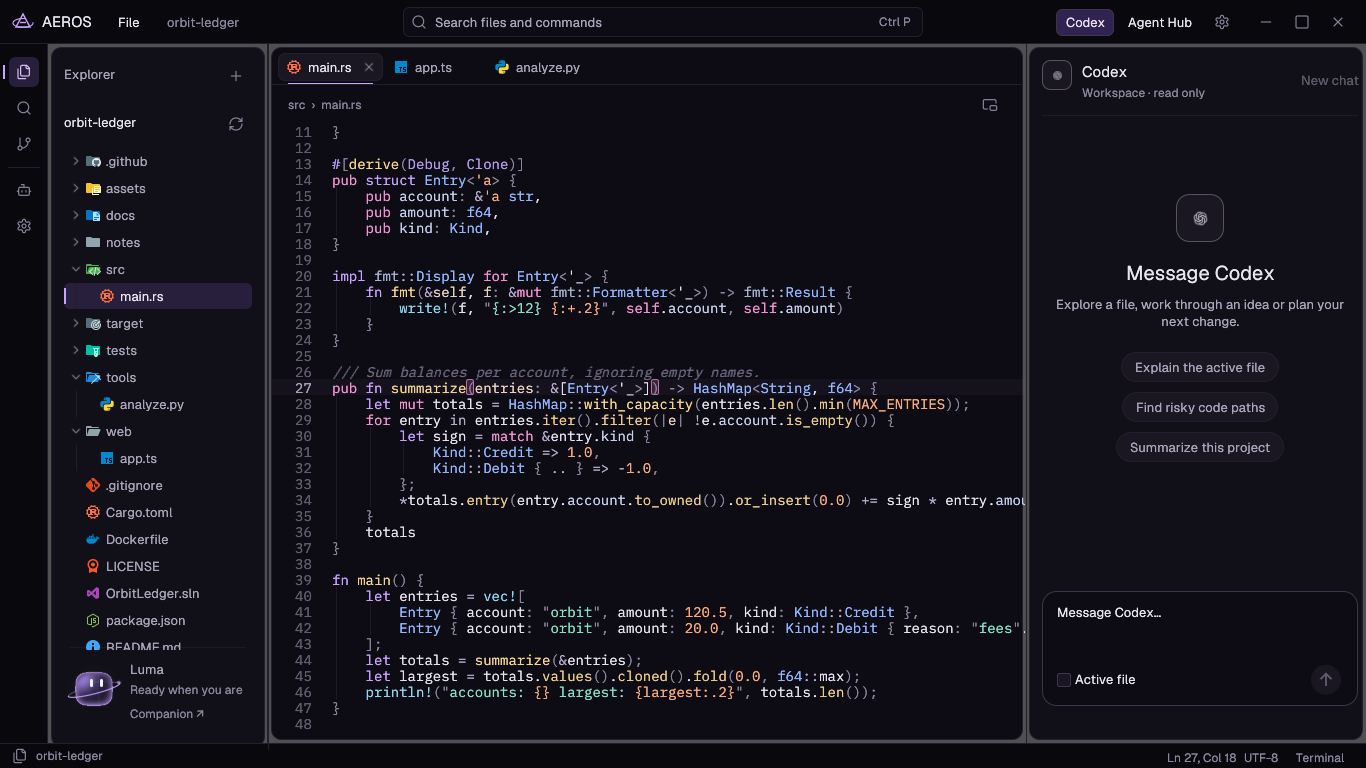 AEROS File orbit-ledger Search files and commands Ctrl P Codex Agent Hub
Explorer
orbit-ledger
.github
assets
docs
notes
src
main.rs
target
tests
tools
analyze.py
web
app.ts
.gitignore
Cargo.toml
Dockerfile
LICENSE
OrbitLedger.sln
package.json
README.md
Luma
Ready when you are
Companion ↗
main.rs app.ts analyze.py
src › main.rs
11 }
12
13 #[derive(Debug, Clone)]
14 pub struct Entry<'a> {
15     pub account: &'a str,
16     pub amount: f64,
17     pub kind: Kind,
18 }
19
20 impl fmt::Display for Entry<'_> {
21     fn fmt(&self, f: &mut fmt::Formatter<'_>) -> fmt::Result {
22         write!(f, "{:>12} {:+.2}", self.account, self.amount)
23     }
24 }
25
26 /// Sum balances per account, ignoring empty names.
27 pub fn summarize(entries: &[Entry<'_>]) -> HashMap<String, f64> {
28     let mut totals = HashMap::with_capacity(entries.len().min(MAX_ENTRIES));
29     for entry in entries.iter().filter(|e| !e.account.is_empty()) {
30         let sign = match &entry.kind {
31             Kind::Credit => 1.0,
32             Kind::Debit { .. } => -1.0,
33         };
34         *totals.entry(entry.account.to_owned()).or_insert(0.0) += sign * entry.amou
35     }
36     totals
37 }
38
39 fn main() {
40     let entries = vec![
41         Entry { account: "orbit", amount: 120.5, kind: Kind::Credit },
42         Entry { account: "orbit", amount: 20.0, kind: Kind::Debit { reason: "fees".
43     ];
44     let totals = summarize(&entries);
45     let largest = totals.values().cloned().fold(0.0, f64::max);
46     println!("accounts: {} largest: {largest:.2}", totals.len());
47 }
48
Codex
Workspace · read only
New chat
Message Codex
Explore a file, work through an idea or plan your
next change.
Explain the active file
Find risky code paths
Summarize this project
Message Codex...
Active file
orbit-ledger Ln 27, Col 18 UTF-8 Terminal